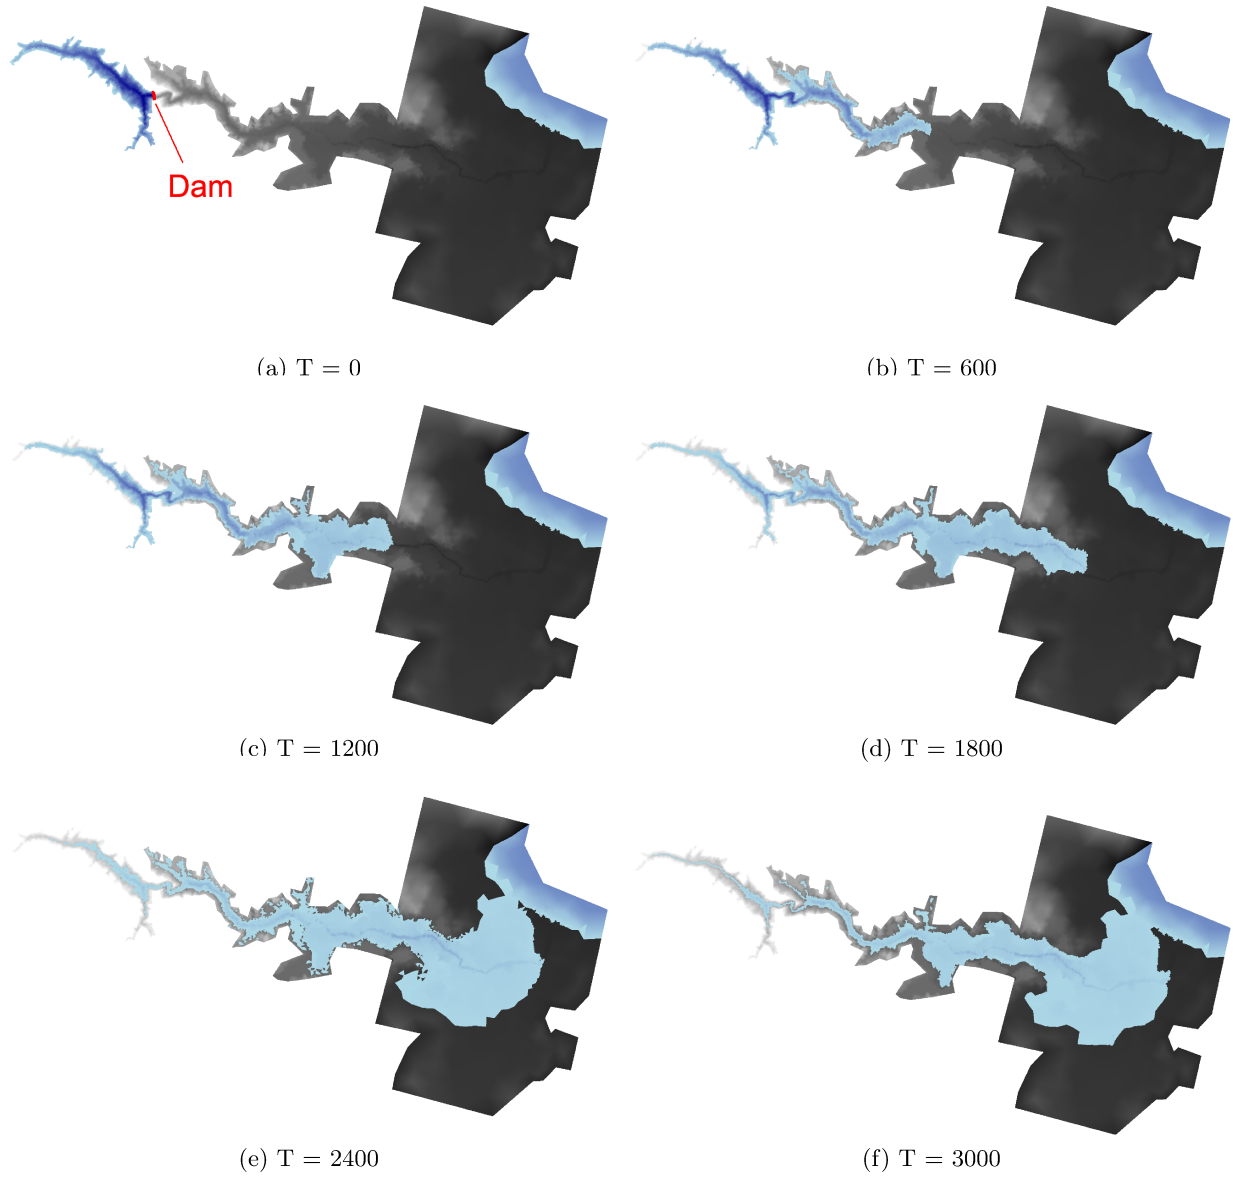 Dam
(a) T = 0
(b) T = 600
(c) T = 1200
(d) T = 1800
(e) T = 2400
(f) T = 3000